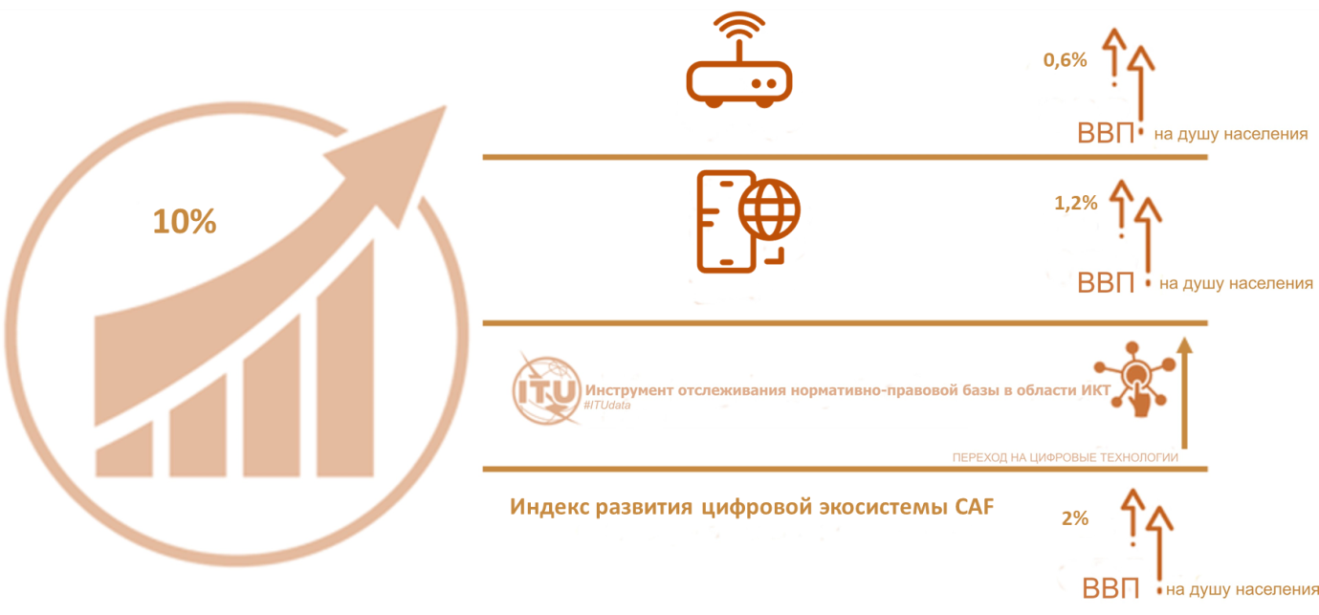 10%
0,6%
ВВП на душу населения
1,2%
ВВП на душу населения
ITU Инструмент отслеживания нормативно-правовой базы в области ИКТ
#ITUdata
ПЕРЕХОД НА ЦИФРОВЫЕ ТЕХНОЛОГИИ
Индекс развития цифровой экосистемы CAF
2%
ВВП на душу населения